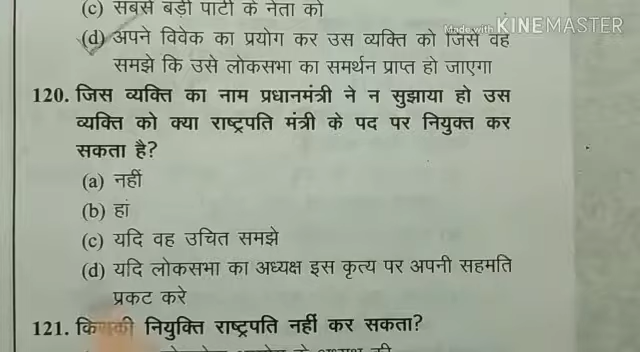 (c) सबसे बड़ी पार्टी के नेता को
Made with KINEMASTER
(d) अपने विवेक का प्रयोग कर उस व्यक्ति को जिसे वह
समझे कि उसे लोकसभा का समर्थन प्राप्त हो जाएगा
120. जिस व्यक्ति का नाम प्रधानमंत्री ने न सुझाया हो उस
व्यक्ति को क्या राष्ट्रपति मंत्री के पद पर नियुक्त कर
सकता है?
(a) नहीं
(b) हां
(c) यदि वह उचित समझे
(d) यदि लोकसभा का अध्यक्ष इस कृत्य पर अपनी सहमति
प्रकट करे
121. किसकी नियुक्ति राष्ट्रपति नहीं कर सकता?